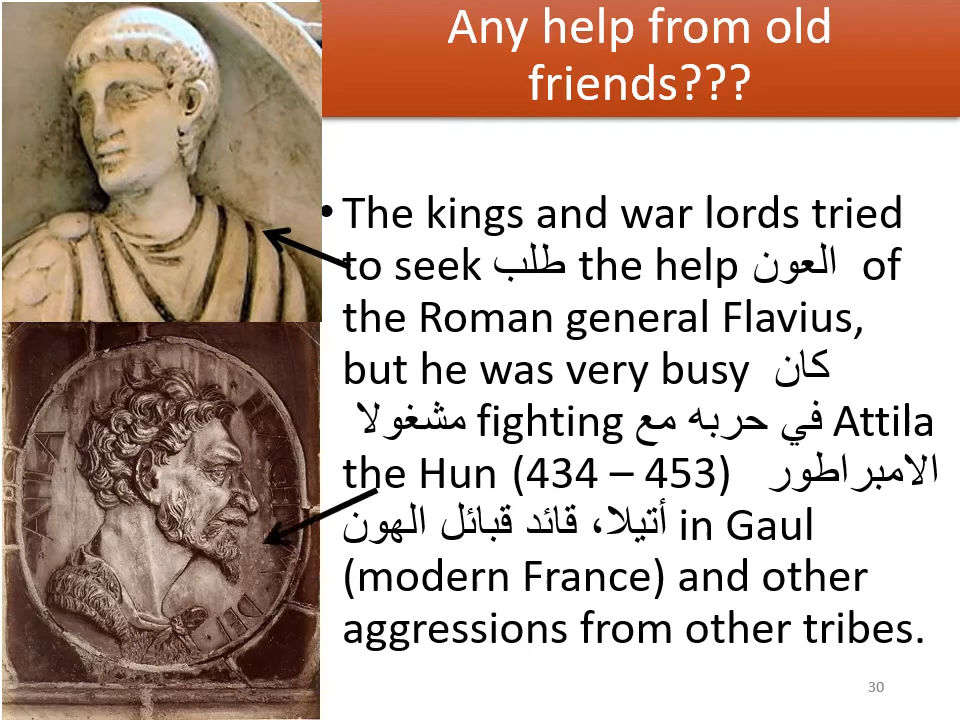 Any help from old
friends???
• The kings and war lords tried
to seek طلب the help العون of
the Roman general Flavius,
but he was very busy كان
مشغولا fighting في حربه مع Attila
the Hun (434 – 453) الامبراطور
أتيلا، قائد قبائل الهون in Gaul
(modern France) and other
aggressions from other tribes.
30